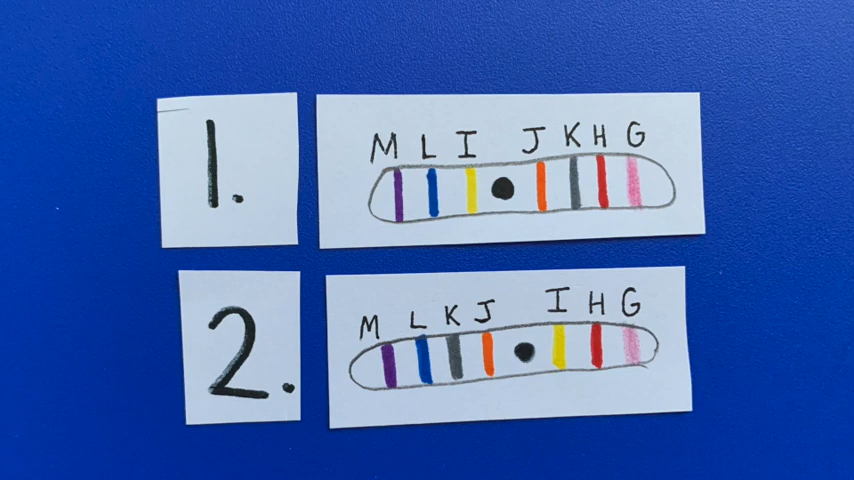 1.
M L I J K H G
2.
M L K J I H G